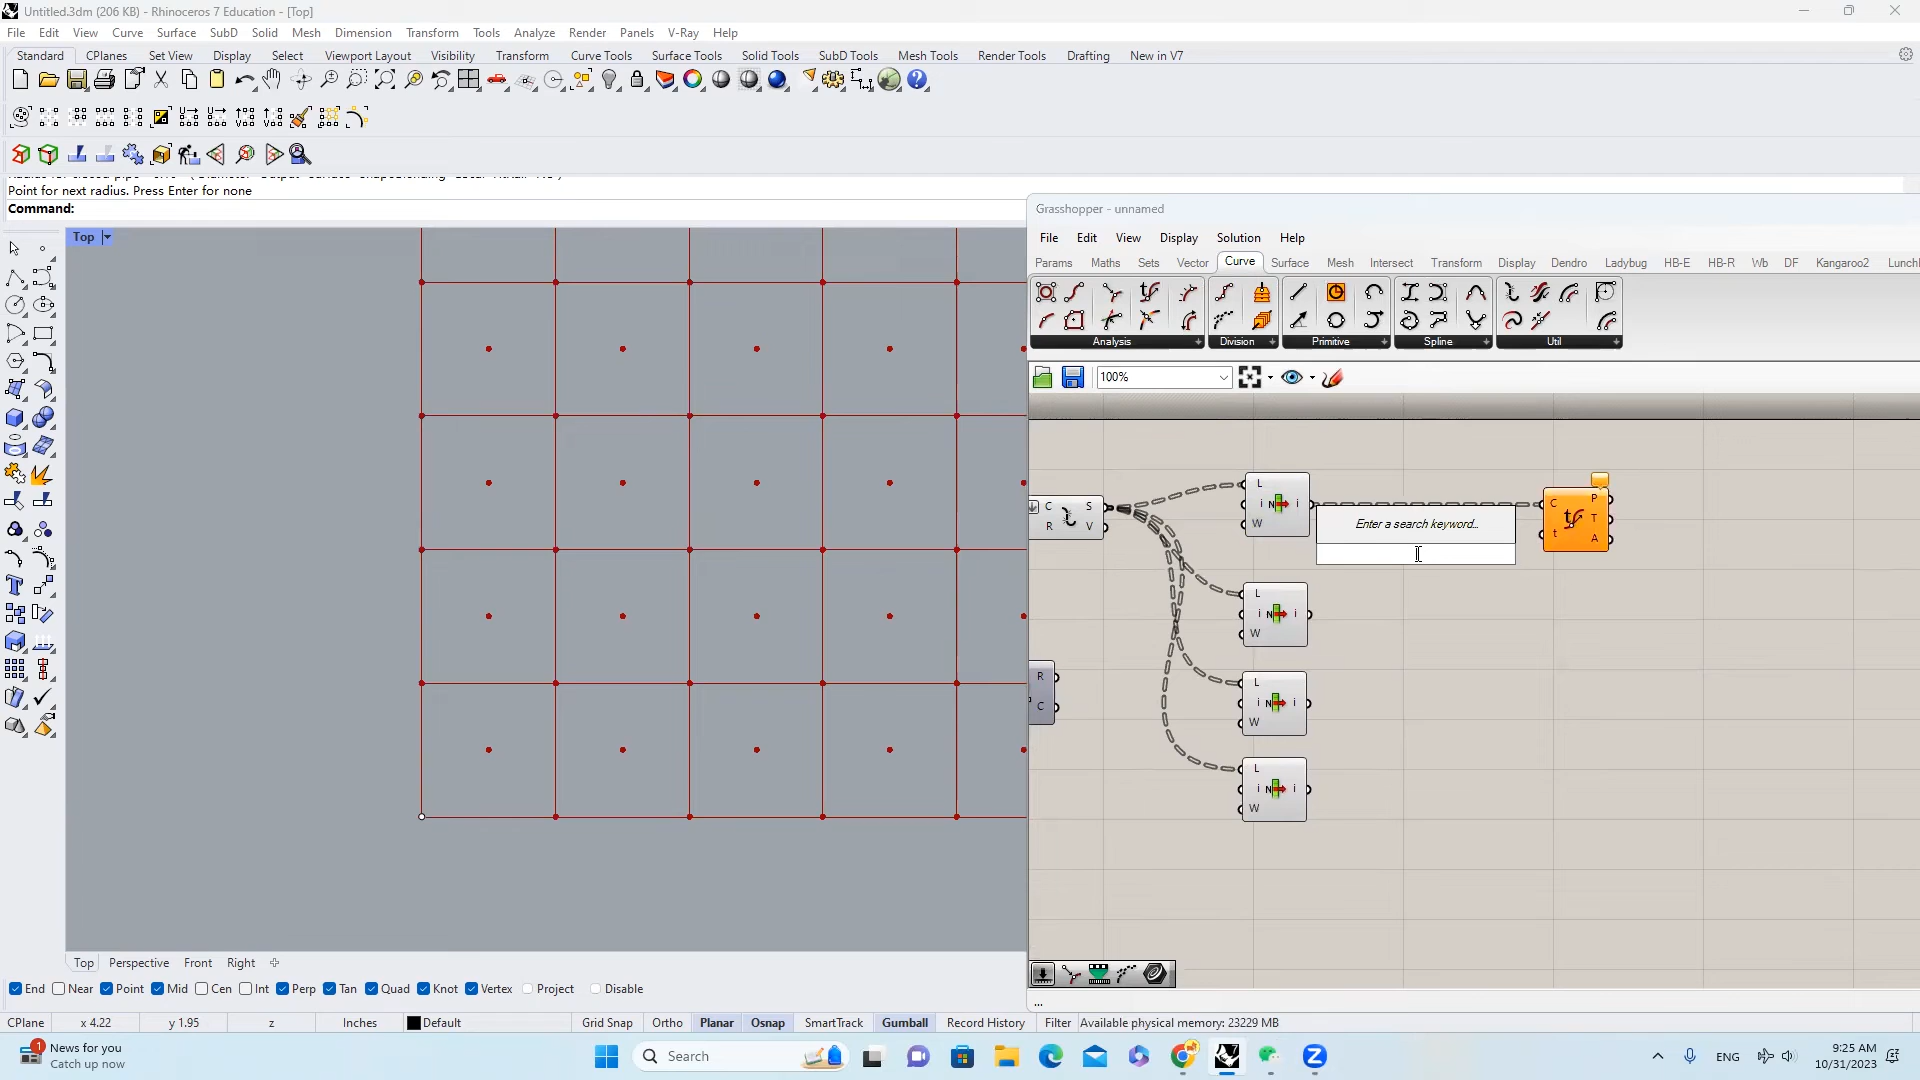 Untitled.3dm (206 KB) - Rhinoceros 7 Education - [Top]
File Edit View Curve Surface SubD Solid Mesh Dimension Transform Tools Analyze Render Panels V-Ray Help
Standard CPlanes Set View Display Select Viewport Layout Visibility Transform Curve Tools Surface Tools Solid Tools SubD Tools Mesh Tools Render Tools Drafting New in V7
Point for next radius. Press Enter for none
Command:
Top
Grasshopper - unnamed
File Edit View Display Solution Help
Params Maths Sets Vector Curve Surface Mesh Intersect Transform Display Dendro Ladybug HB-E HB-R Wb DF Kangaroo2 Lunch
Analysis Division Primitive Spline Util
100%
C S
R V
L
i N i
W
C P
t T
A
Enter a search keyword...
L
i N i
W
R
C
L
i N i
W
L
i N i
W
...
Top Perspective Front Right
End Near Point Mid Cen Int Perp Tan Quad Knot Vertex Project Disable
CPlane x 4.22 y 1.95 z Inches Default Grid Snap Ortho Planar Osnap SmartTrack Gumball Record History Filter Available physical memory: 23229 MB
1 News for you
Catch up now
Search
ENG
9:25 AM
10/31/2023